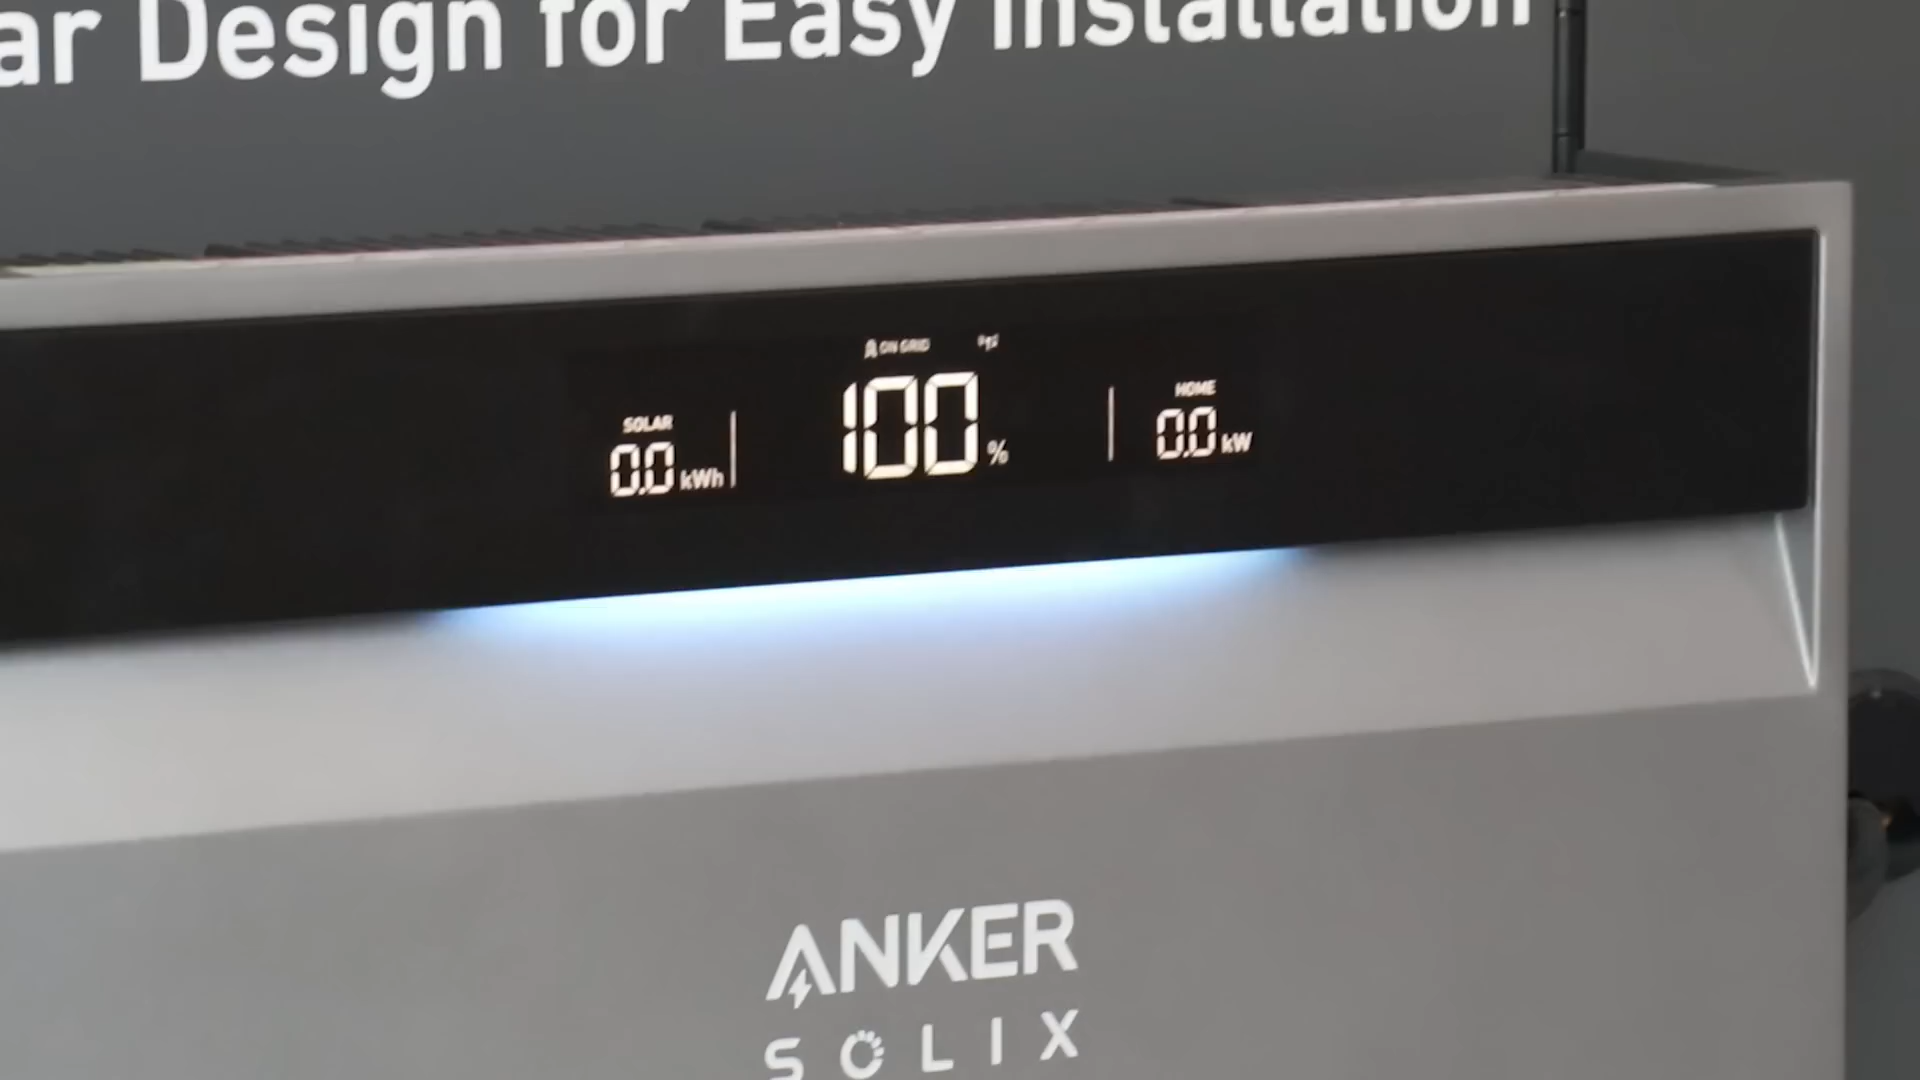 ar Design for Easy Installation
ON GRID
100%
SOLAR
0.0 kWh
HOME
0.0 kW
ANKER
SOLIX